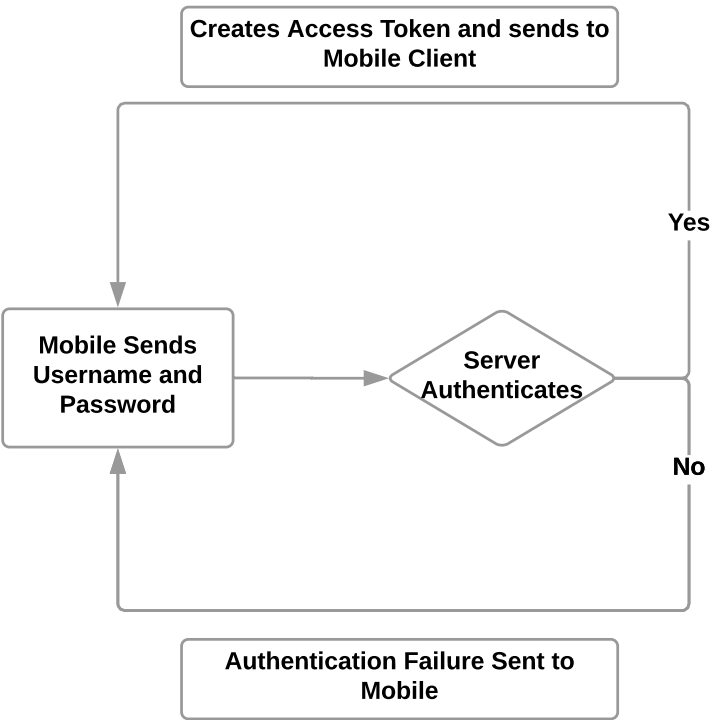 Creates Access Token and sends to
Mobile Client
Yes
Mobile Sends
Username and
Password
Server
Authenticates
No
Authentication Failure Sent to
Mobile